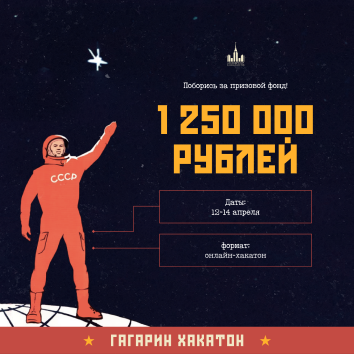 Поборись за призовой фонд!
1 250 000
РУБЛЕЙ
СССР
Даты:
12-14 апреля
формат:
онлайн-хакатон
ГАГАРИН ХАКАТОН